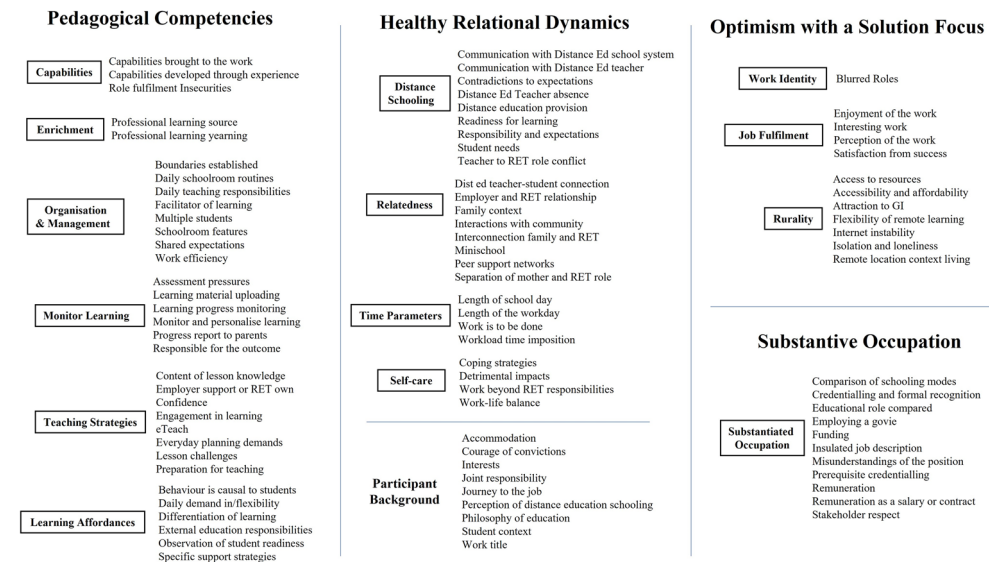 Pedagogical Competencies
Capabilities
Capabilities brought to the work
Capabilities developed through experience
Role fulfilment Insecurities
Enrichment
Professional learning source
Professional learning yearning
Organisation
& Management
Boundaries established
Daily schoolroom routines
Daily teaching responsibilities
Facilitator of learning
Multiple students
Schoolroom features
Shared expectations
Work efficiency
Monitor Learning
Assessment pressures
Learning material uploading
Learning progress monitoring
Monitor and personalise learning
Progress report to parents
Responsible for the outcome
Teaching Strategies
Content of lesson knowledge
Employer support or RET own
Confidence
Engagement in learning
eTeach
Everyday planning demands
Lesson challenges
Preparation for teaching
Learning Affordances
Behaviour is causal to students
Daily demand in/flexibility
Differentiation of learning
External education responsibilities
Observation of student readiness
Specific support strategies
Healthy Relational Dynamics
Distance
Schooling
Communication with Distance Ed school system
Communication with Distance Ed teacher
Contradictions to expectations
Distance Ed Teacher absence
Distance education provision
Readiness for learning
Responsibility and expectations
Student needs
Teacher to RET role conflict
Relatedness
Dist ed teacher-student connection
Employer and RET relationship
Family context
Interactions with community
Interconnection family and RET
Minischool
Peer support networks
Separation of mother and RET role
Time Parameters
Length of school day
Length of the workday
Work is to be done
Workload time imposition
Self-care
Coping strategies
Detrimental impacts
Work beyond RET responsibilities
Work-life balance
Participant
Background
Accommodation
Courage of convictions
Interests
Joint responsibility
Journey to the job
Perception of distance education schooling
Philosophy of education
Student context
Work title
Optimism with a Solution Focus
Work Identity
Blurred Roles
Job Fulfilment
Enjoyment of the work
Interesting work
Perception of the work
Satisfaction from success
Rurality
Access to resources
Accessibility and affordability
Attraction to GI
Flexibility of remote learning
Internet instability
Isolation and loneliness
Remote location context living
Substantive Occupation
Substantiated
Occupation
Comparison of schooling modes
Credentialling and formal recognition
Educational role compared
Employing a govie
Funding
Insulated job description
Misunderstandings of the position
Prerequisite credentialling
Remuneration
Remuneration as a salary or contract
Stakeholder respect